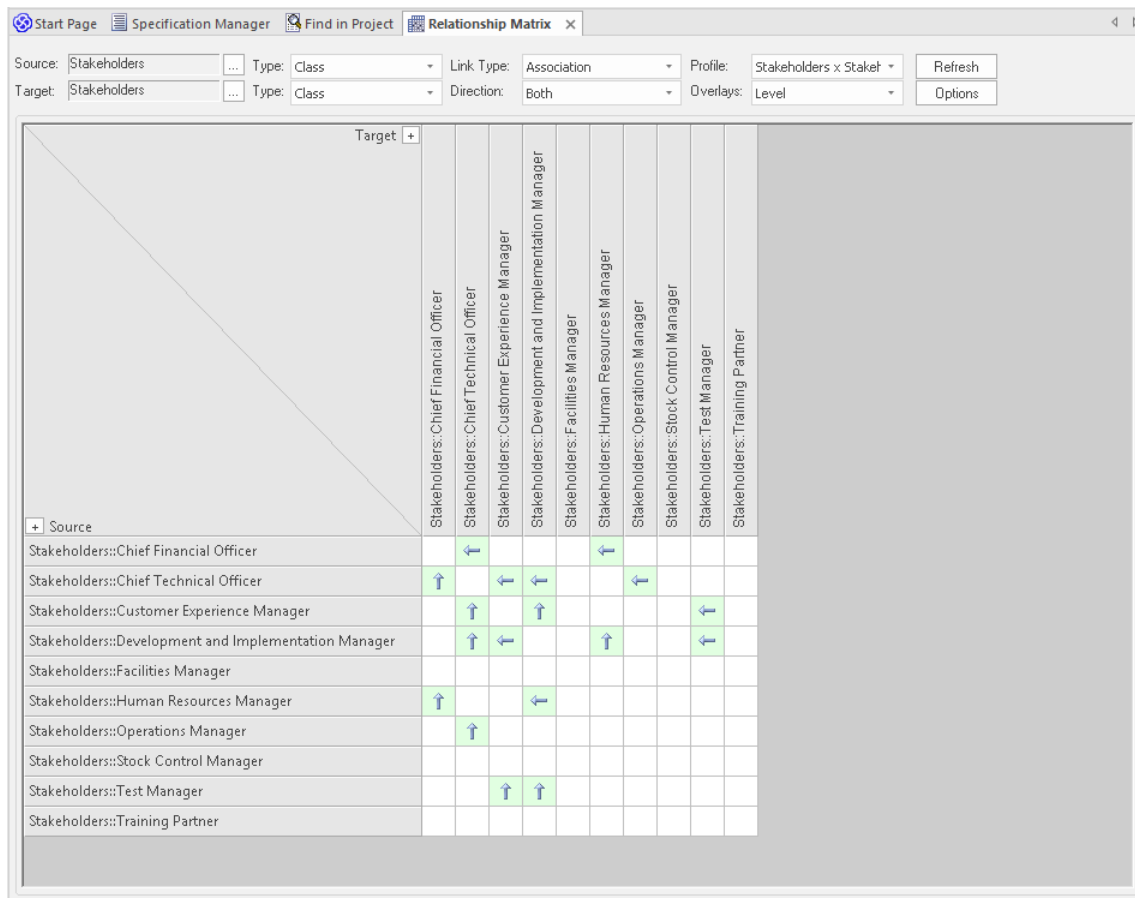 Start Page Specification Manager Find in Project Relationship Matrix
Source: Stakeholders ... Type: Class Link Type: Association Profile: Stakeholders x Stakeh Refresh
Target: Stakeholders ... Type: Class Direction: Both Overlays: Level Options
Target +
Stakeholders::Chief Financial Officer
Stakeholders::Chief Technical Officer
Stakeholders::Customer Experience Manager
Stakeholders::Development and Implementation Manager
Stakeholders::Facilities Manager
Stakeholders::Human Resources Manager
Stakeholders::Operations Manager
Stakeholders::Stock Control Manager
Stakeholders::Test Manager
Stakeholders::Training Partner
+ Source
Stakeholders::Chief Financial Officer
Stakeholders::Chief Technical Officer
Stakeholders::Customer Experience Manager
Stakeholders::Development and Implementation Manager
Stakeholders::Facilities Manager
Stakeholders::Human Resources Manager
Stakeholders::Operations Manager
Stakeholders::Stock Control Manager
Stakeholders::Test Manager
Stakeholders::Training Partner